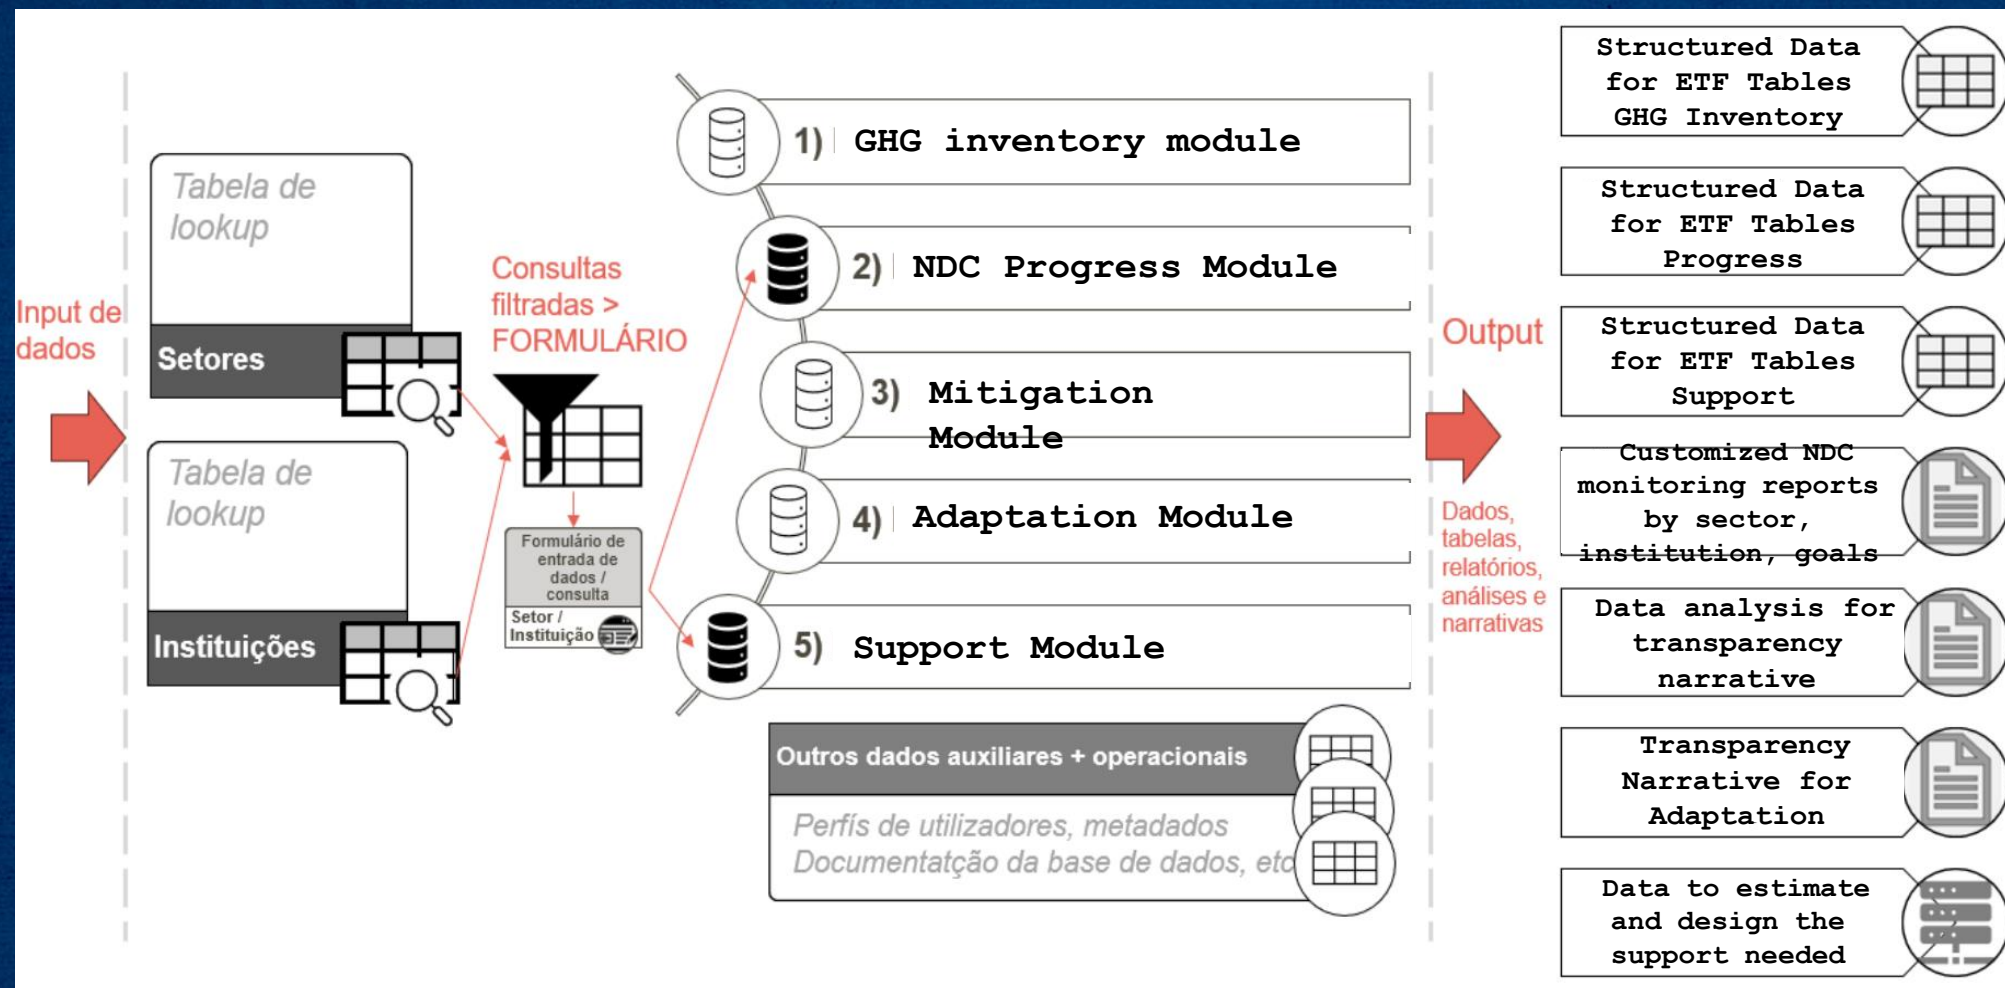 Input de
dados
Tabela de
lookup
Setores
Tabela de
lookup
Instituições
Consultas
filtradas >
FORMULÁRIO
Formulário de
entrada de
dados /
consulta
Setor /
Instituição
1) GHG inventory module
2) NDC Progress Module
3) Mitigation
Module
4) Adaptation Module
5) Support Module
Outros dados auxiliares + operacionais
Perfís de utilizadores, metadados
Documentatção da base de dados, etc
Output
Dados,
tabelas,
relatórios,
análises e
narrativas
Structured Data
for ETF Tables
GHG Inventory
Structured Data
for ETF Tables
Progress
Structured Data
for ETF Tables
Support
Customized NDC
monitoring reports
by sector,
institution, goals
Data analysis for
transparency
narrative
Transparency
Narrative for
Adaptation
Data to estimate
and design the
support needed